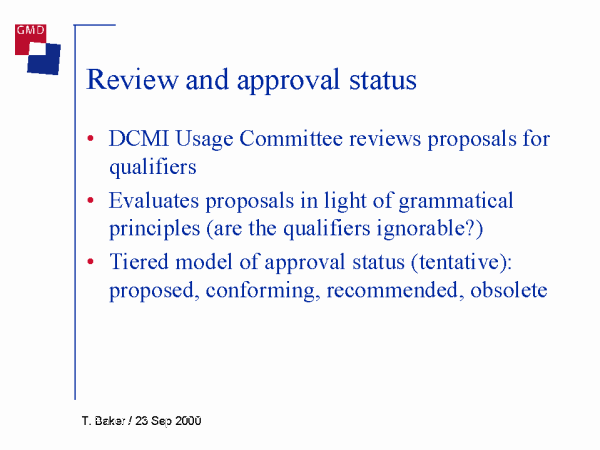 GMD
Review and approval status
• DCMI Usage Committee reviews proposals for
qualifiers
• Evaluates proposals in light of grammatical
principles (are the qualifiers ignorable?)
• Tiered model of approval status (tentative):
proposed, conforming, recommended, obsolete
T. Baker / 23 Sep 2000